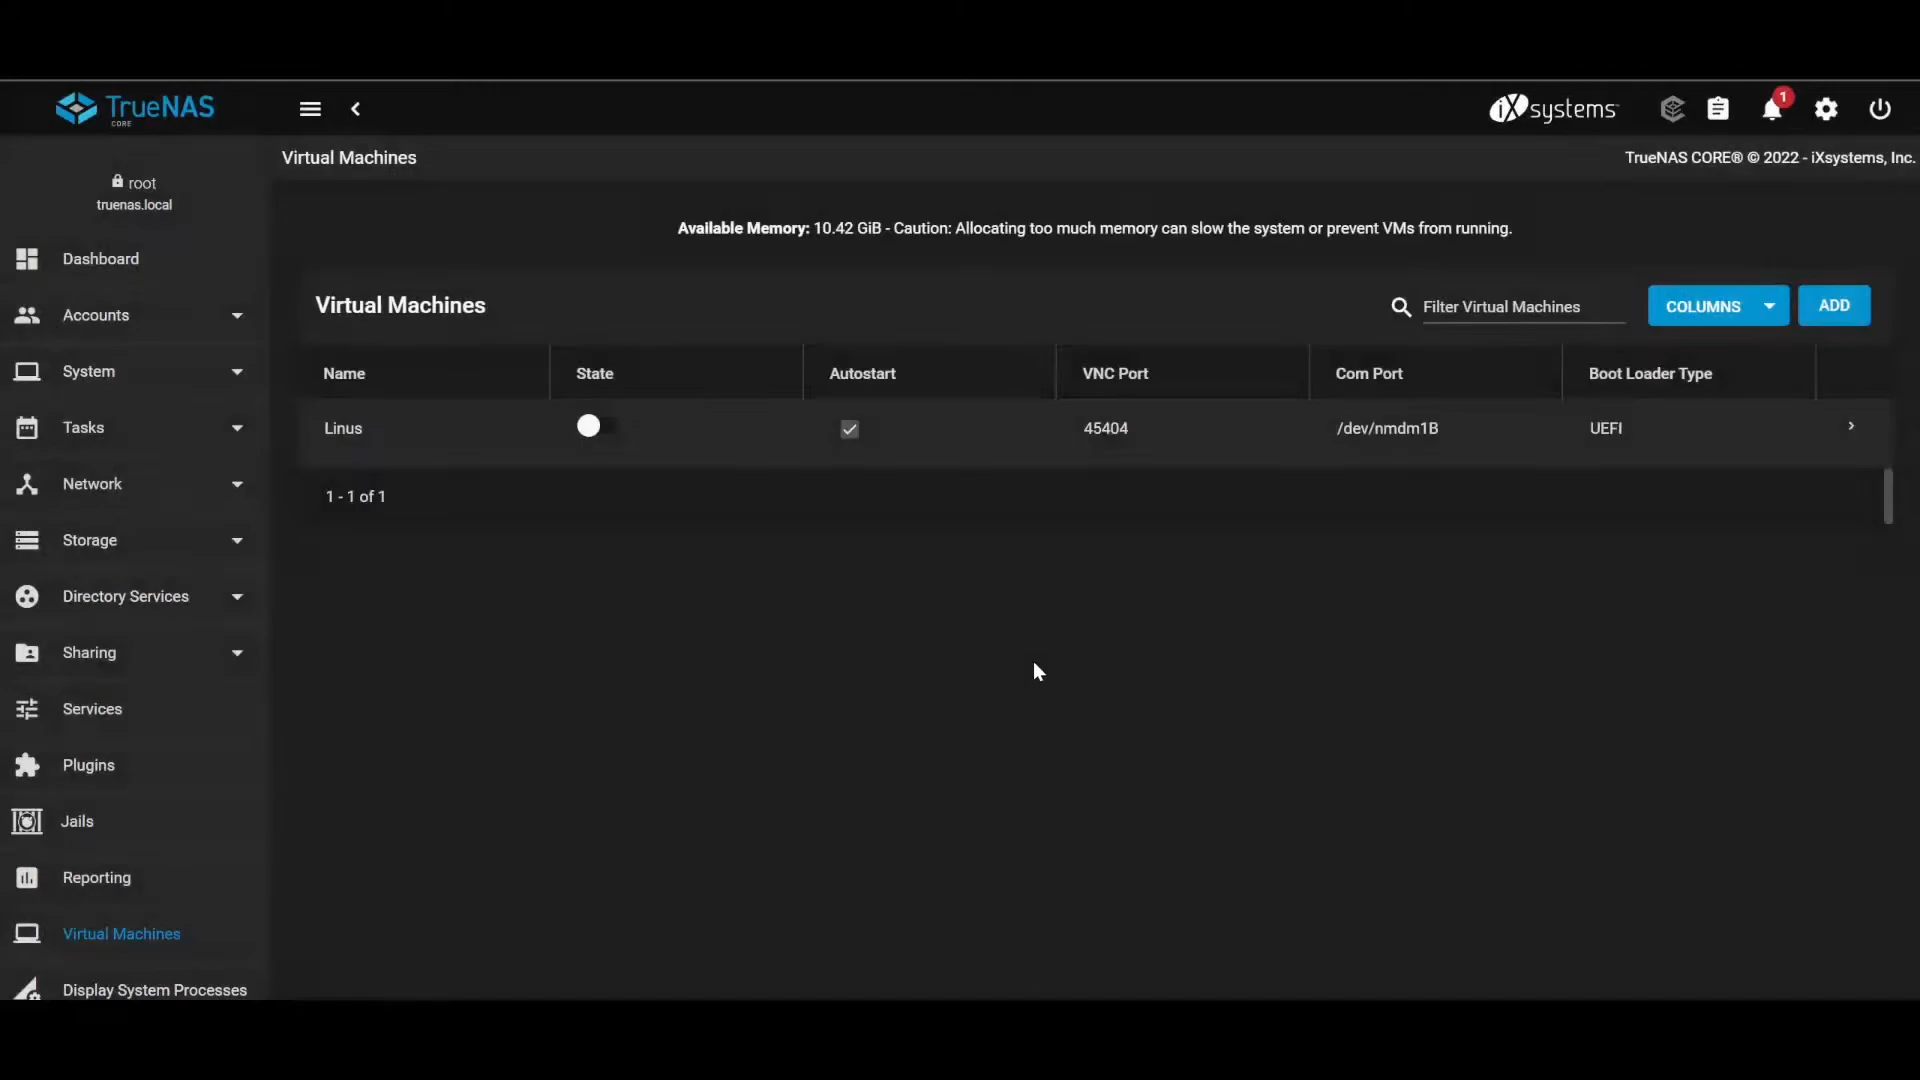 TrueNAS
CORE
iXsystems
1
Virtual Machines
TrueNAS CORE® © 2022 - iXsystems, Inc.
root
truenas.local
Available Memory: 10.42 GiB - Caution: Allocating too much memory can slow the system or prevent VMs from running.
Dashboard
Accounts
System
Tasks
Network
Storage
Directory Services
Sharing
Services
Plugins
Jails
Reporting
Virtual Machines
Display System Processes
Virtual Machines
Filter Virtual Machines
COLUMNS
ADD
Name State Autostart VNC Port Com Port Boot Loader Type
Linus 45404 /dev/nmdm1B UEFI
1 - 1 of 1